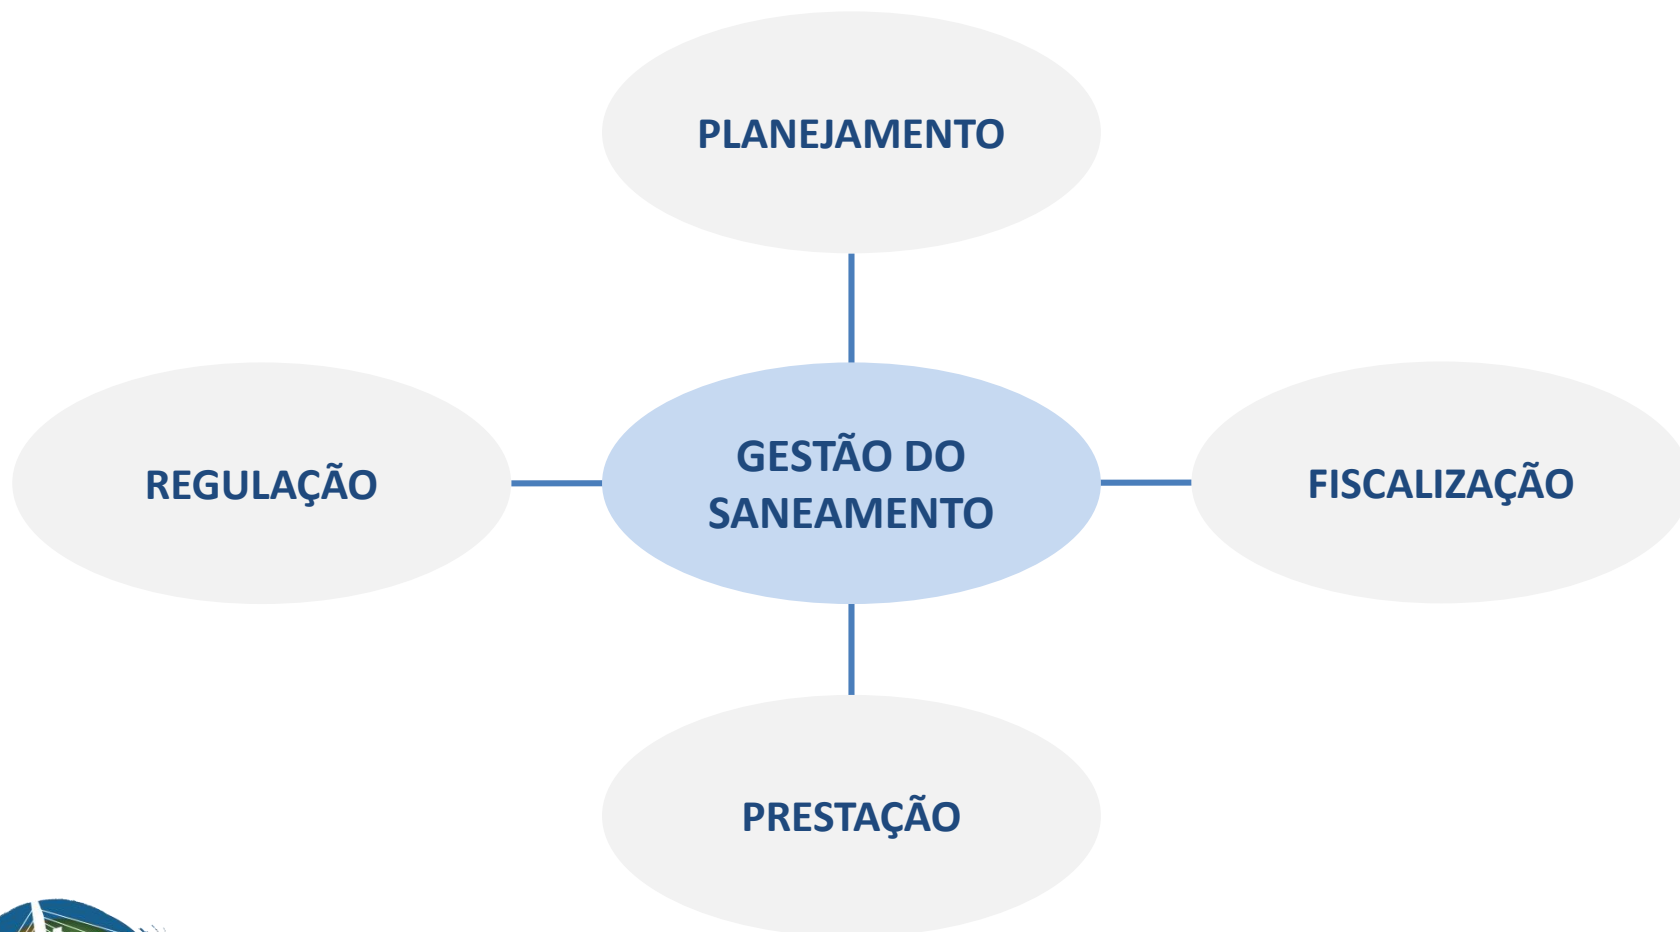 PLANEJAMENTO
REGULAÇÃO
GESTÃO DO
SANEAMENTO
FISCALIZAÇÃO
PRESTAÇÃO